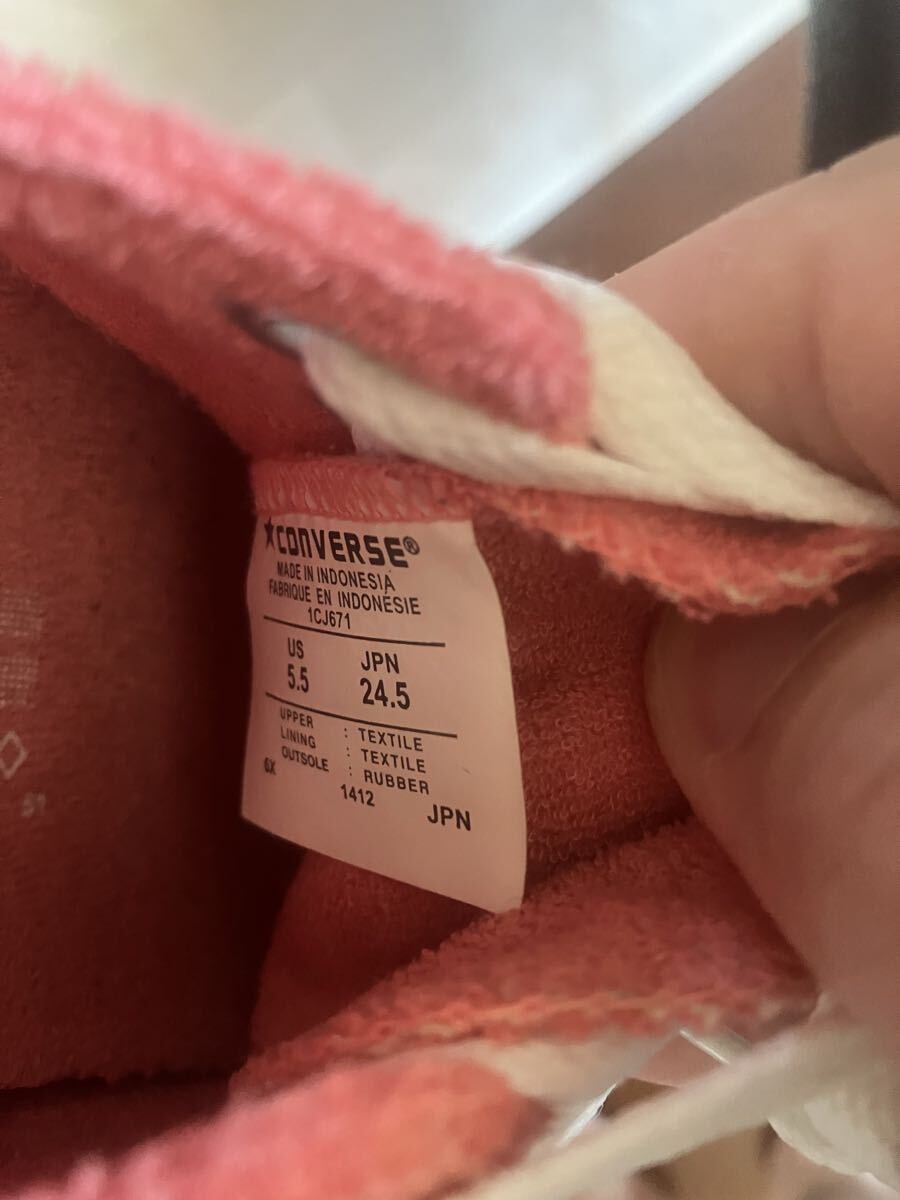 ★CONVERSE®
MADE IN INDONESIA
FABRIQUE EN INDONÉSIE
1CJ671
US JPN
5.5 24.5
UPPER : TEXTILE
LINING : TEXTILE
OUTSOLE : RUBBER
6X 1412 JPN